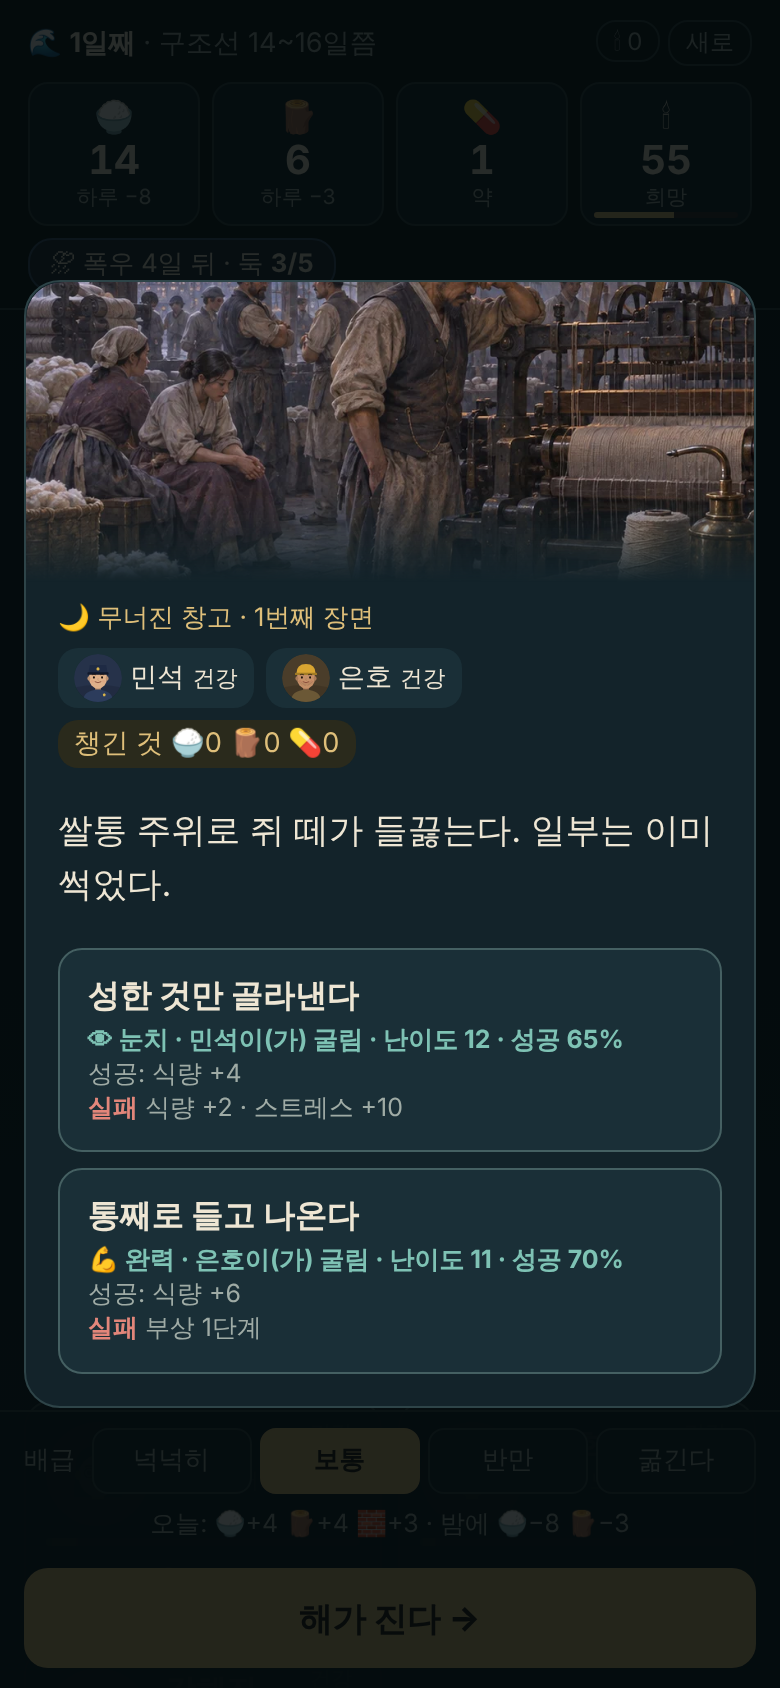 1일째 · 구조선 14~16일쯤
0
새로
14
하루 −8
6
하루 −3
1
약
55
희망
폭우 4일 뒤 · 둑 3/5
무너진 창고 · 1번째 장면
민석 건강
은호 건강
챙긴 것 0 0 0
쌀통 주위로 쥐 떼가 들끓는다. 일부는 이미
썩었다.
성한 것만 골라낸다
눈치 · 민석이(가) 굴림 · 난이도 12 · 성공 65%
성공: 식량 +4
실패 식량 +2 · 스트레스 +10
통째로 들고 나온다
완력 · 은호이(가) 굴림 · 난이도 11 · 성공 70%
성공: 식량 +6
실패 부상 1단계
배급
넉넉히
보통
반만
굶긴다
오늘: +4 +4 +3 · 밤에 −8 −3
해가 진다 →